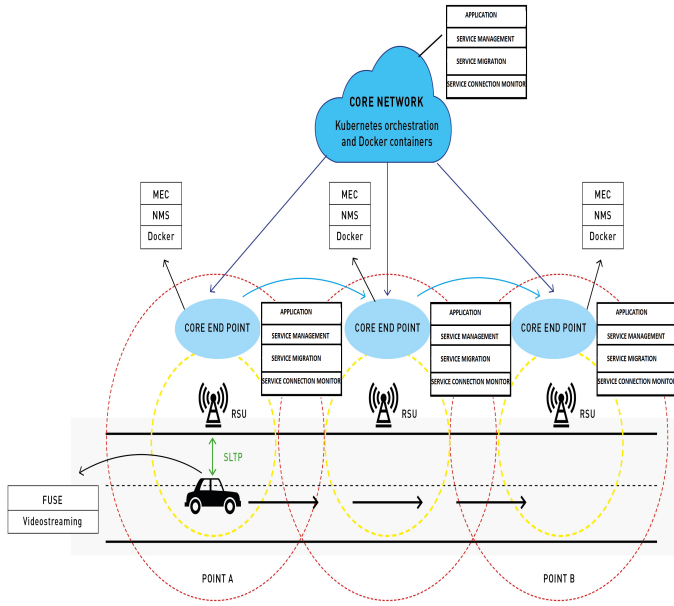 APPLICATION
SERVICE MANAGEMENT
SERVICE MIGRATION
SERVICE CONNECTION MONITOR
CORE NETWORK
Kubernetes orchestration
and Docker containers
MEC
NMS
Docker
MEC
NMS
Docker
MEC
NMS
Docker
CORE END POINT
APPLICATION
SERVICE MANAGEMENT
SERVICE MIGRATION
SERVICE CONNECTION MONITOR
CORE END POINT
APPLICATION
SERVICE MANAGEMENT
SERVICE MIGRATION
SERVICE CONNECTION MONITOR
CORE END POINT
APPLICATION
SERVICE MANAGEMENT
SERVICE MIGRATION
SERVICE CONNECTION MONITOR
RSU
RSU
RSU
SLTP
FUSE
Videostreaming
POINT A
POINT B